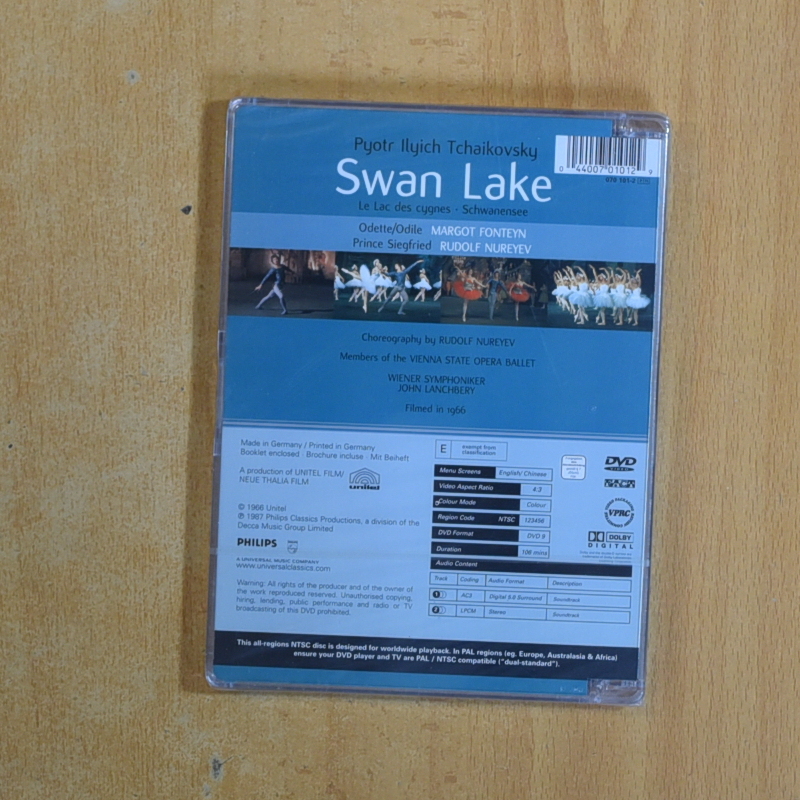 Pyotr Ilyich Tchaikovsky
Swan Lake
Le Lac des cygnes · Schwanensee
0 44007 01012 9
Odette/Odile MARGOT FONTEYN
Prince Siegfried RUDOLF NUREYEV
Choreography by RUDOLF NUREYEV
Members of the VIENNA STATE OPERA BALLET
WIENER SYMPHONIKER
JOHN LANCHBERY
Filmed in 1966
Made in Germany / Printed in Germany
Booklet enclosed · Brochure incluse · Mit Beiheft
A production of UNITEL FILM/
NEUE THALIA FILM
unitel
© 1966 Unitel
℗ 1987 Philips Classics Productions, a division of the
Decca Music Group Limited
PHILIPS
A UNIVERSAL MUSIC COMPANY
www.universalclassics.com
Warning: All rights of the producer and of the owner of
the work reproduced reserved. Unauthorised copying,
hiring, lending, public performance and radio or TV
broadcasting of this DVD prohibited.
E exempt from
classification
Menu Screens English/ Chinese
Video Aspect Ratio 4:3
Colour Mode Colour
Region Code NTSC 123456
DVD Format DVD 9
Duration 106 mins
Audio Content
Track Coding Audio Format Description
1 AC3 Digital 5.0 Surround Soundtrack
2 LPCM Stereo Soundtrack
DVD
VIDEO
VPRC
DOLBY
DIGITAL
This all-regions NTSC disc is designed for worldwide playback. In PAL regions (eg. Europe, Australasia & Africa)
ensure your DVD player and TV are PAL / NTSC compatible ("dual-standard").